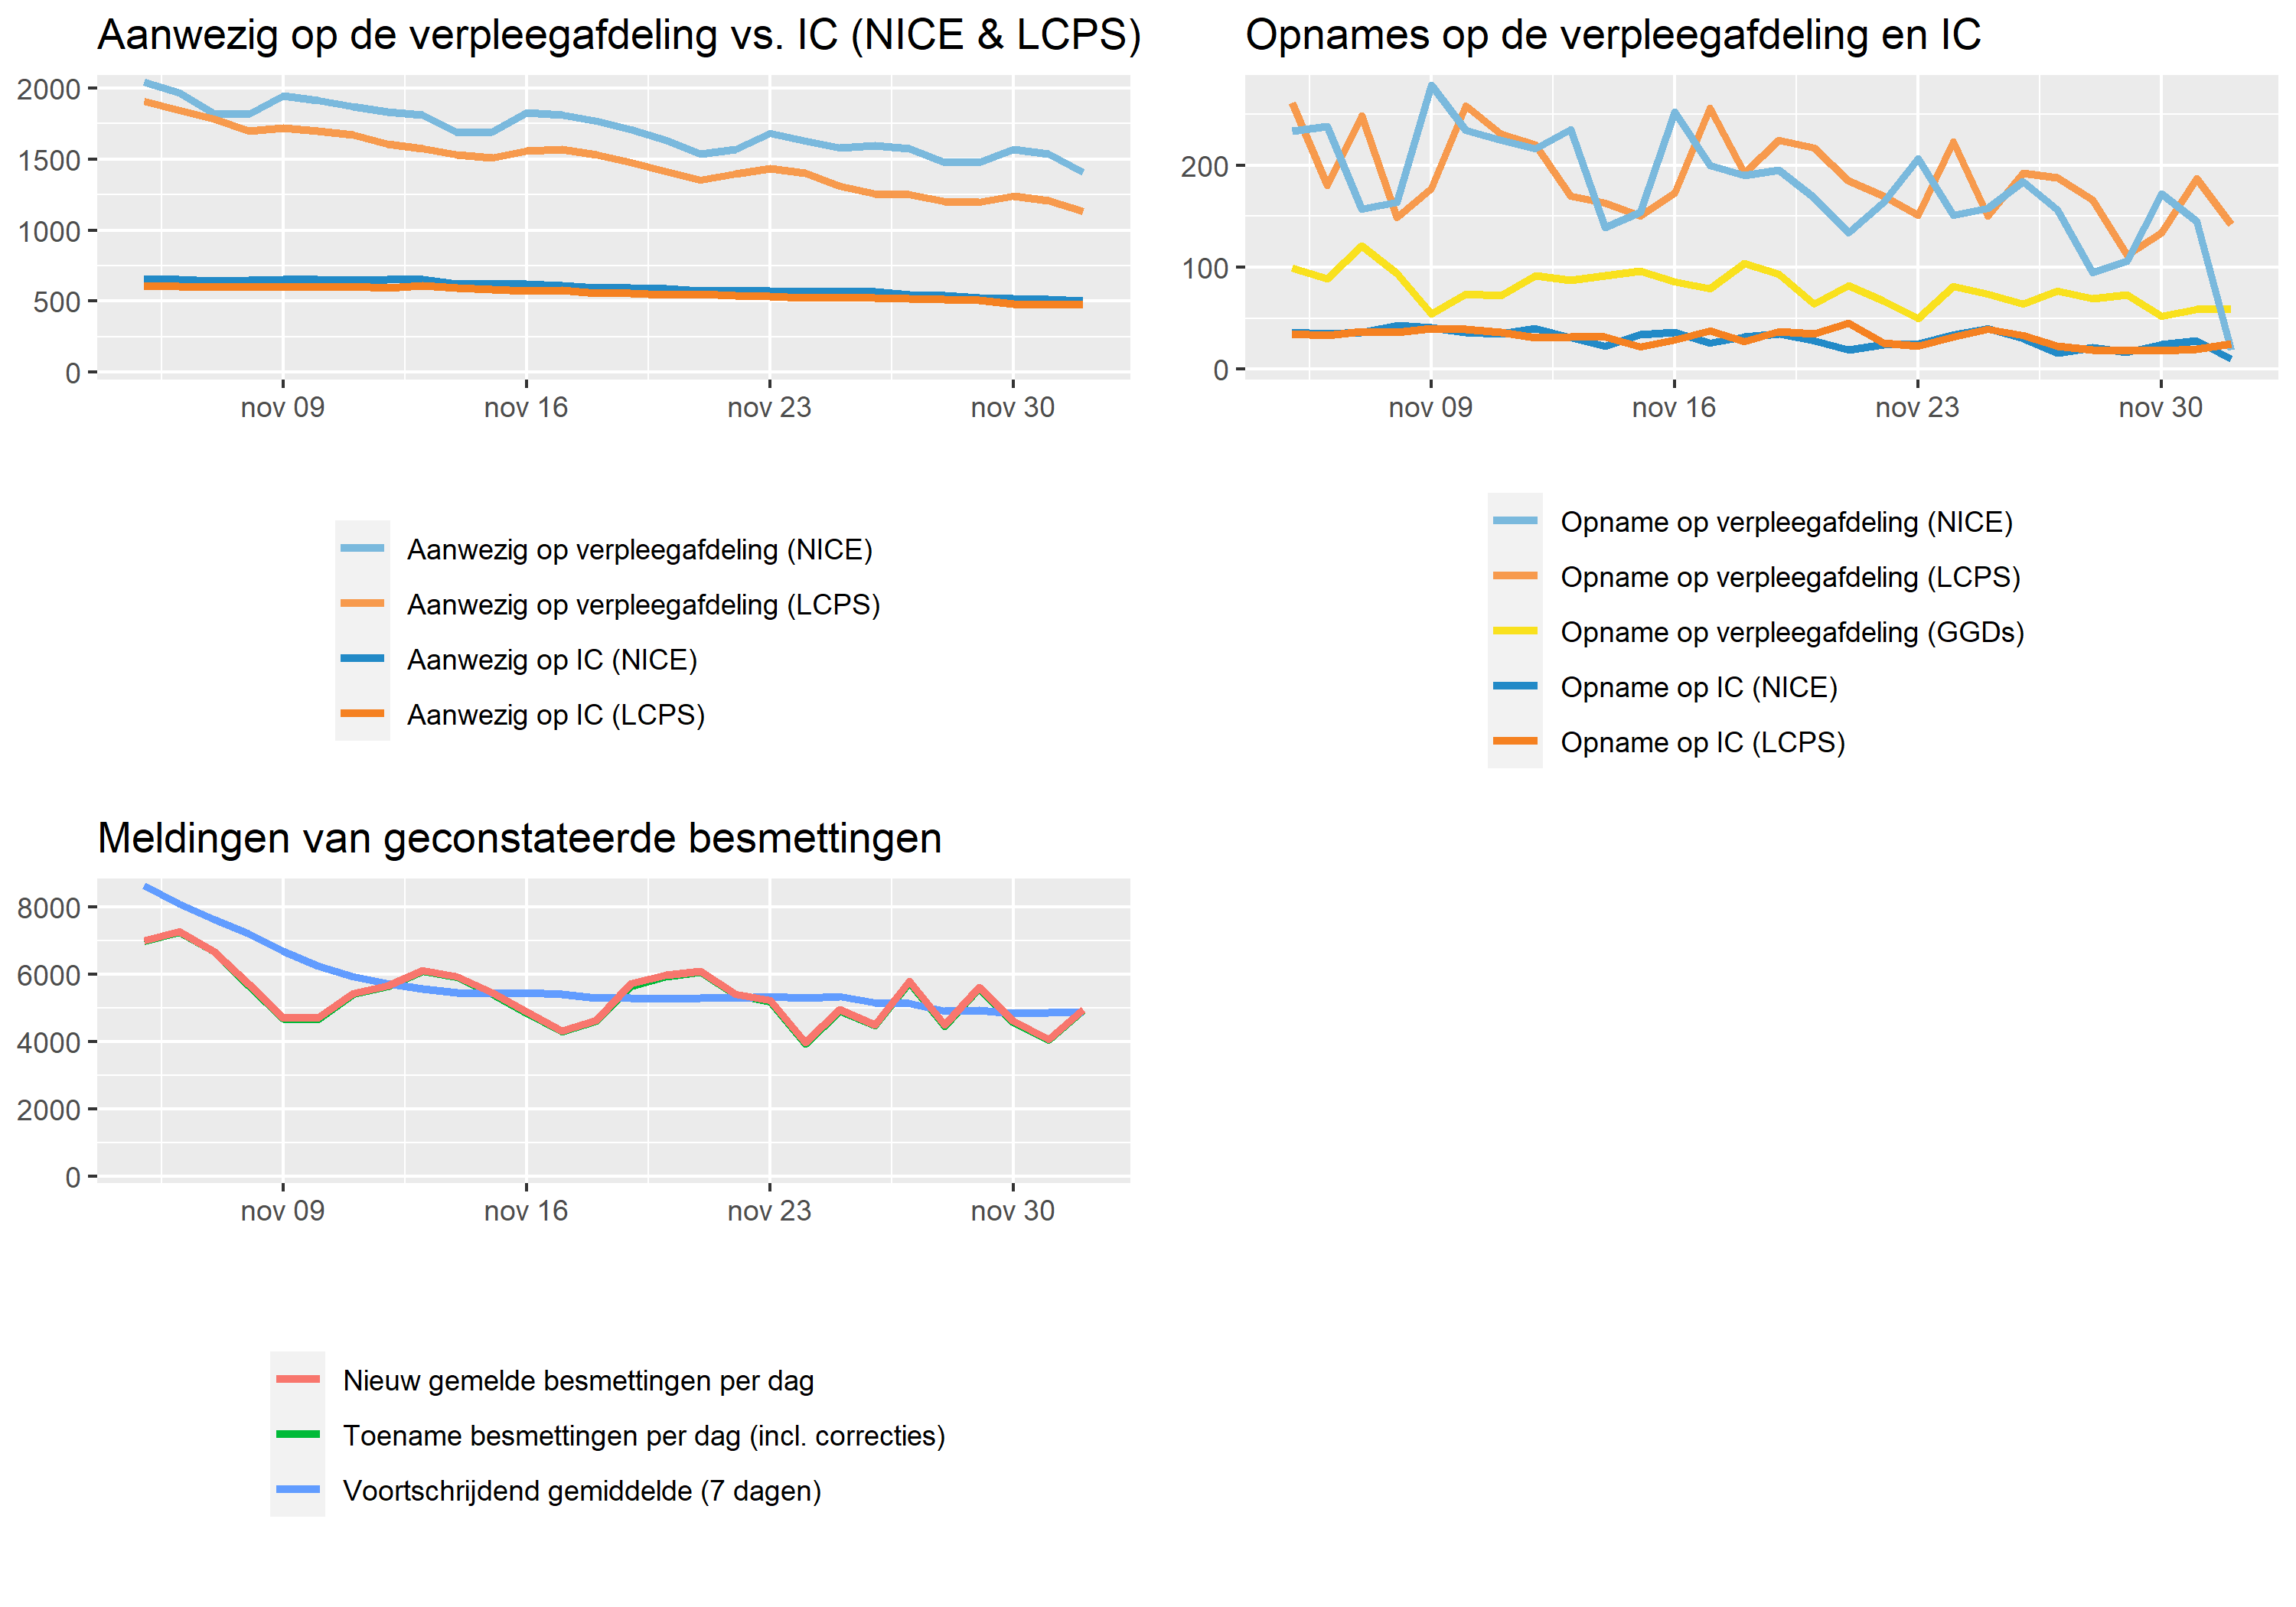 Aanwezig op de verpleegafdeling vs. IC (NICE & LCPS)
2000
1500
1000
500
0
nov 09 nov 16 nov 23 nov 30
Aanwezig op verpleegafdeling (NICE)
Aanwezig op verpleegafdeling (LCPS)
Aanwezig op IC (NICE)
Aanwezig op IC (LCPS)
Opnames op de verpleegafdeling en IC
200
100
0
nov 09 nov 16 nov 23 nov 30
Opname op verpleegafdeling (NICE)
Opname op verpleegafdeling (LCPS)
Opname op verpleegafdeling (GGDs)
Opname op IC (NICE)
Opname op IC (LCPS)
Meldingen van geconstateerde besmettingen
8000
6000
4000
2000
0
nov 09 nov 16 nov 23 nov 30
Nieuw gemelde besmettingen per dag
Toename besmettingen per dag (incl. correcties)
Voortschrijdend gemiddelde (7 dagen)